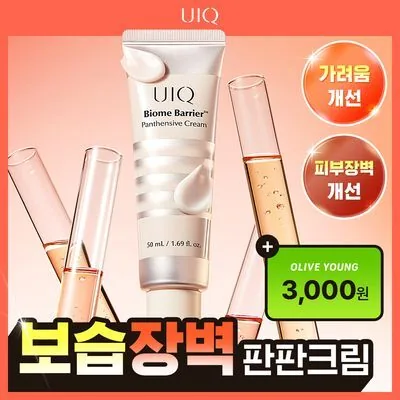 UIQ
UIQ
Biome Barrier™
Panthensive Cream
50 mL / 1.69 fl. oz.
가려움
개선
피부장벽
개선
+
OLIVE YOUNG
3,000원
보습장벽 판판크림